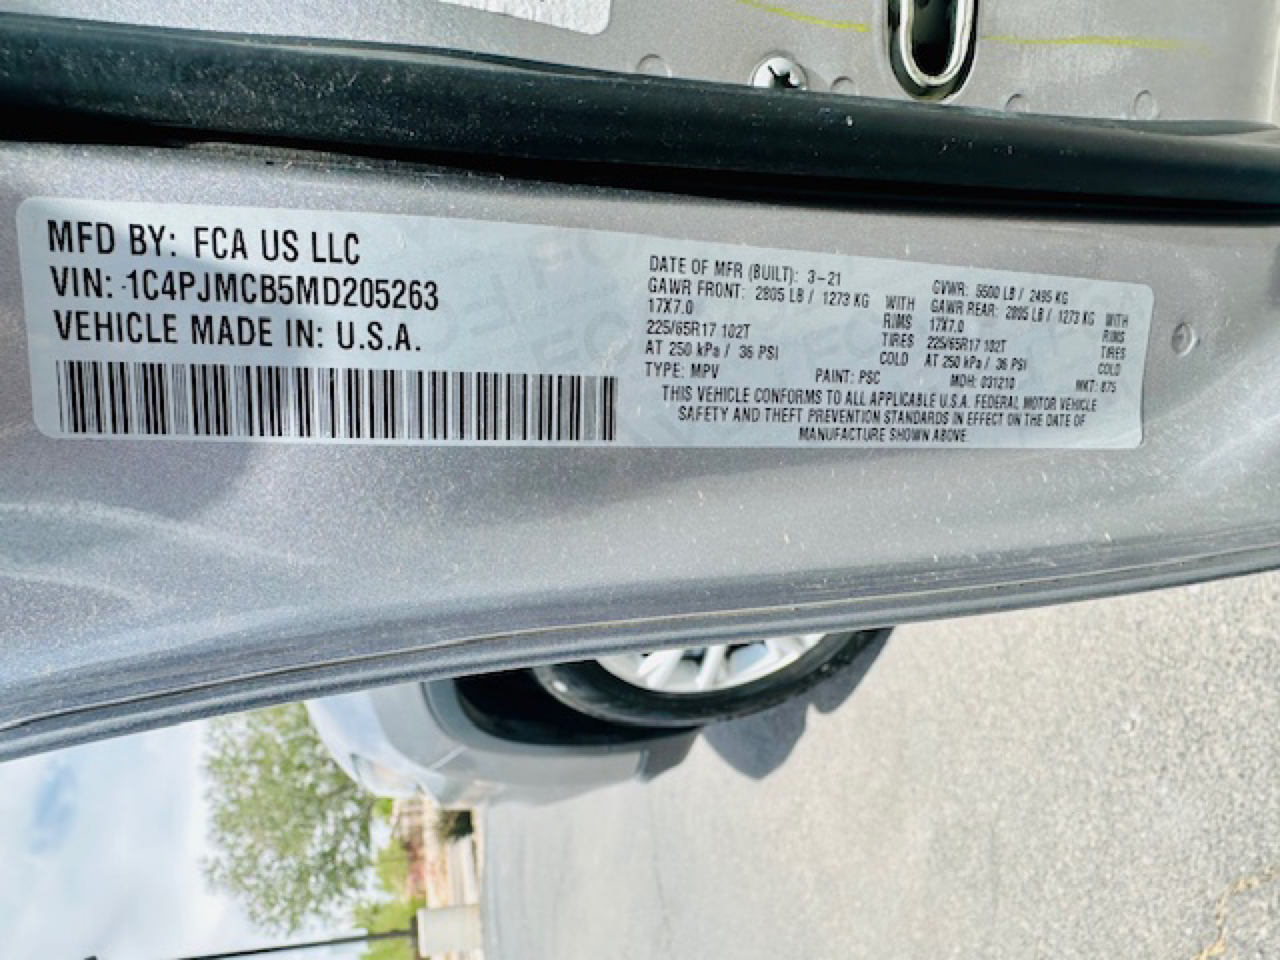 MFD BY: FCA US LLC
VIN: 1C4PJMCB5MD205263
VEHICLE MADE IN: U.S.A.
DATE OF MFR (BUILT): 3-21
GVWR: 5500 LB / 2495 KG
GAWR FRONT: 2805 LB / 1273 KG WITH
17X7.0 RIMS
225/65R17 102T TIRES
AT 250 kPa / 36 PSI COLD
GAWR REAR: 2805 LB / 1273 KG WITH
17X7.0 RIMS
225/65R17 102T TIRES
AT 250 kPa / 36 PSI COLD
TYPE: MPV PAINT: PSC MDH: 031210 MKT: 875
THIS VEHICLE CONFORMS TO ALL APPLICABLE U.S.A. FEDERAL MOTOR VEHICLE
SAFETY AND THEFT PREVENTION STANDARDS IN EFFECT ON THE DATE OF
MANUFACTURE SHOWN ABOVE